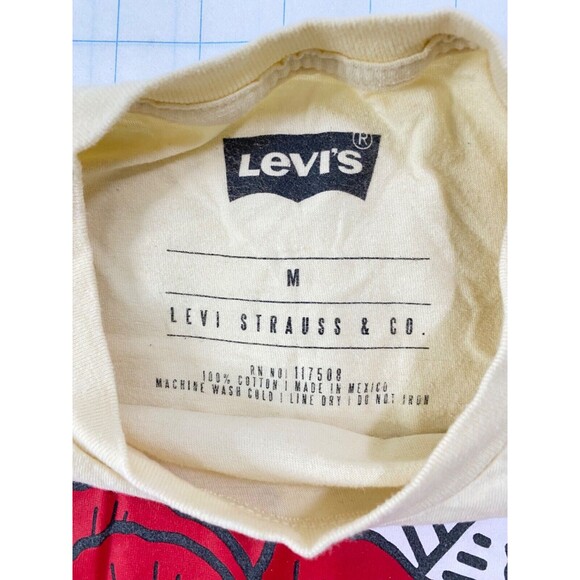 LEVI'S®
M
LEVI STRAUSS & CO.
RN NO: 117508
100% COTTON | MADE IN MEXICO
MACHINE WASH COLD | LINE DRY | DO NOT IRON